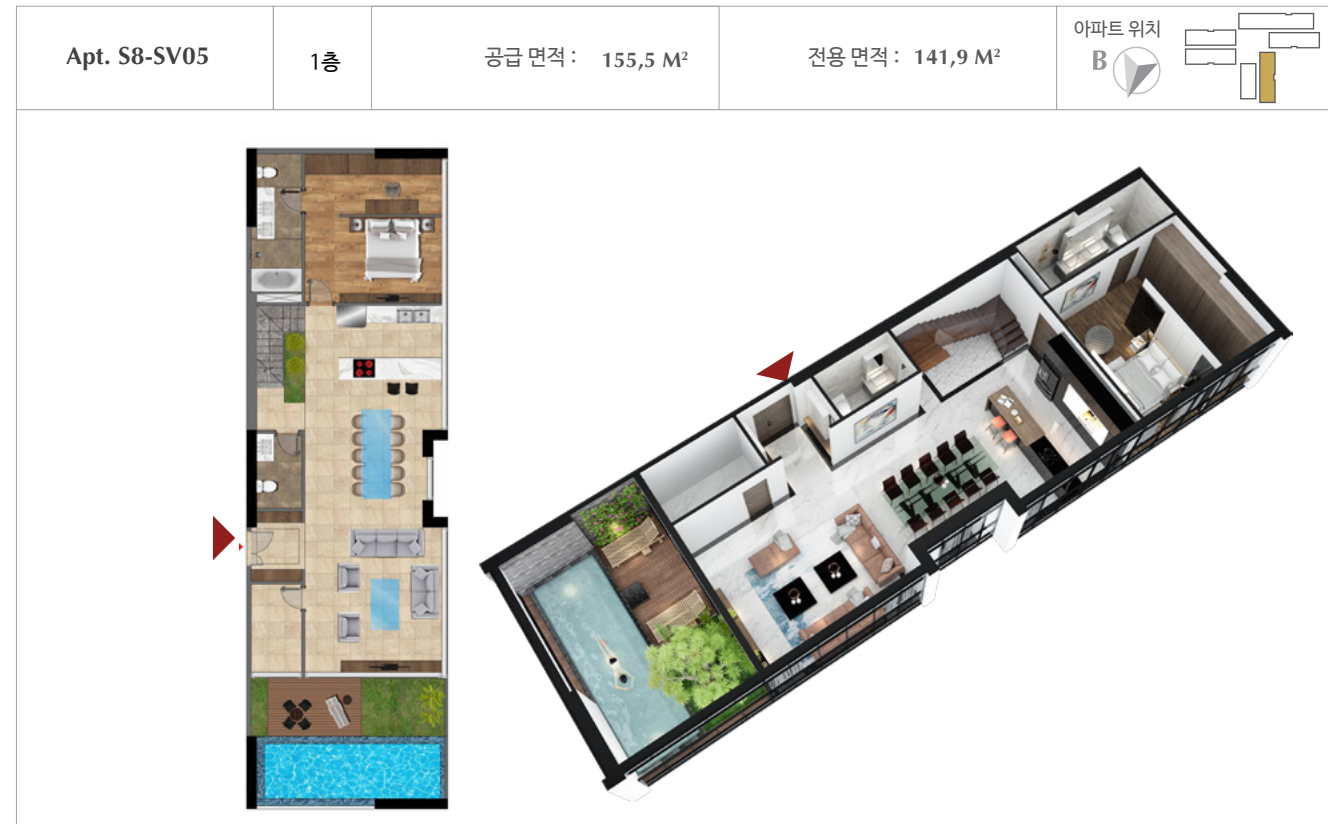 Apt. S8-SV05
1층
공급 면적 : 155,5 M²
전용 면적 : 141,9 M²
아파트 위치
B